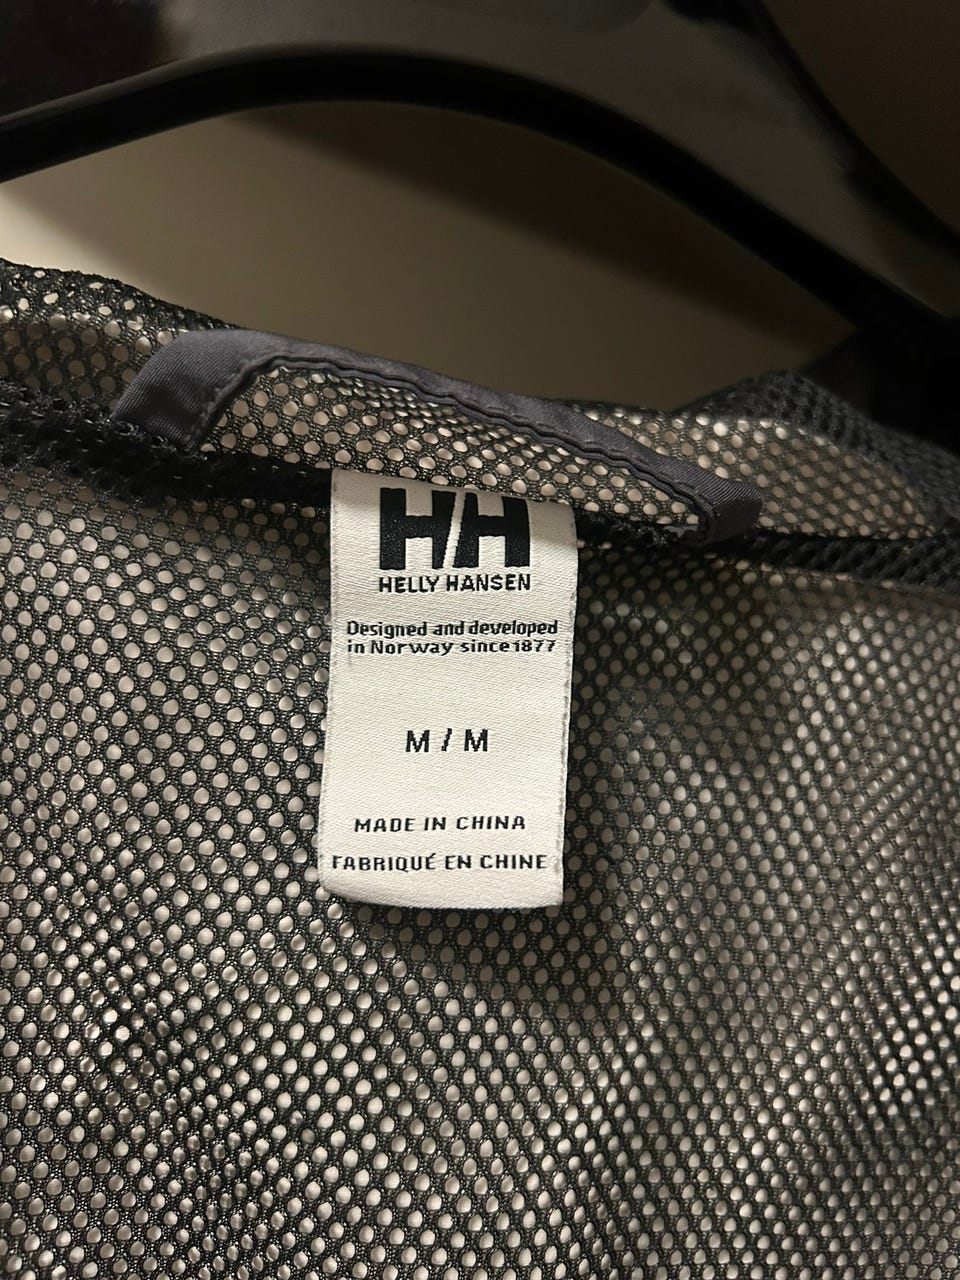 HH
HELLY HANSEN
Designed and developed
in Norway since 1877
M / M
MADE IN CHINA
FABRIQUÉ EN CHINE